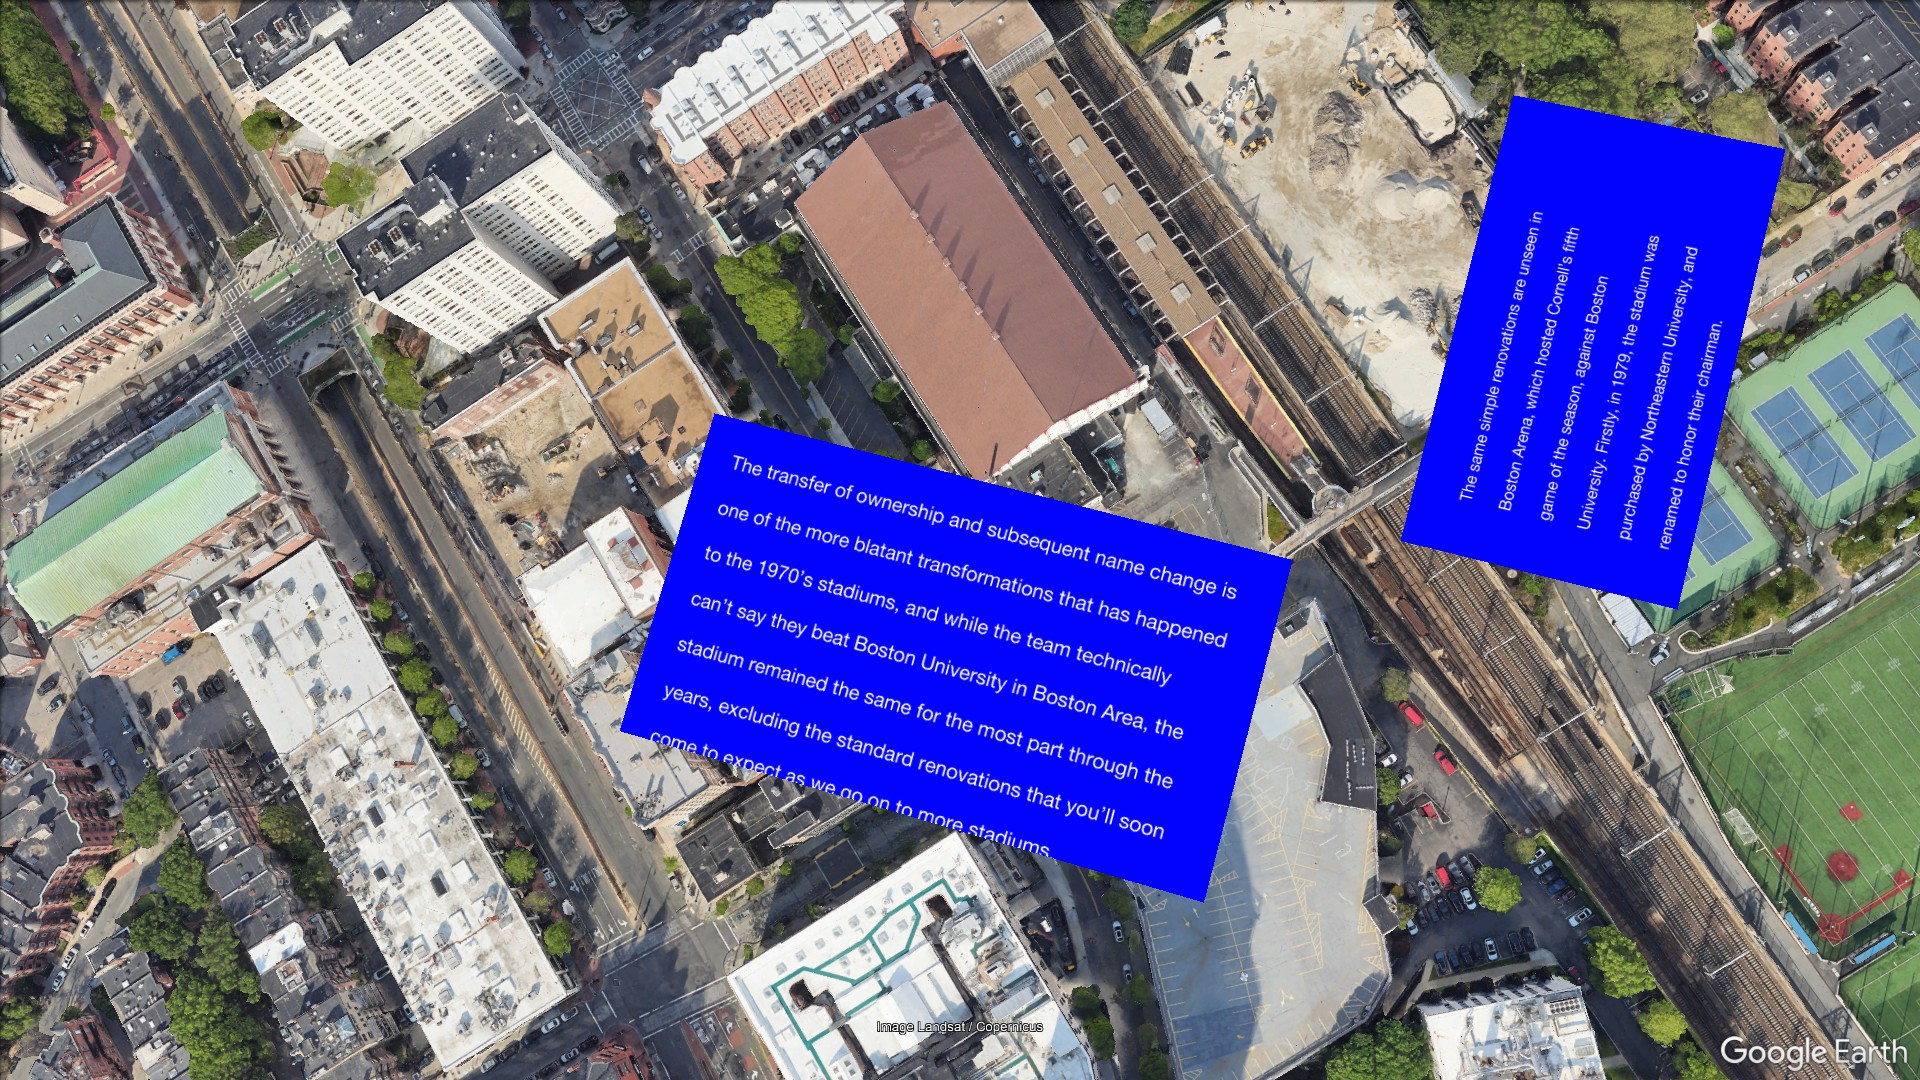 The same simple renovations are unseen in
Boston Arena, which hosted Cornell's fifth
game of the season, against Boston
University. Firstly, in 1979, the stadium was
purchased by Northeastern University, and
renamed to honor their chairman.
The transfer of ownership and subsequent name change is
one of the more blatant transformations that has happened
to the 1970's stadiums, and while the team technically
can't say they beat Boston University in Boston Area, the
stadium remained the same for the most part through the
years, excluding the standard renovations that you'll soon
come to expect as we go on to more stadiums
Image Landsat / Copernicus
Google Earth